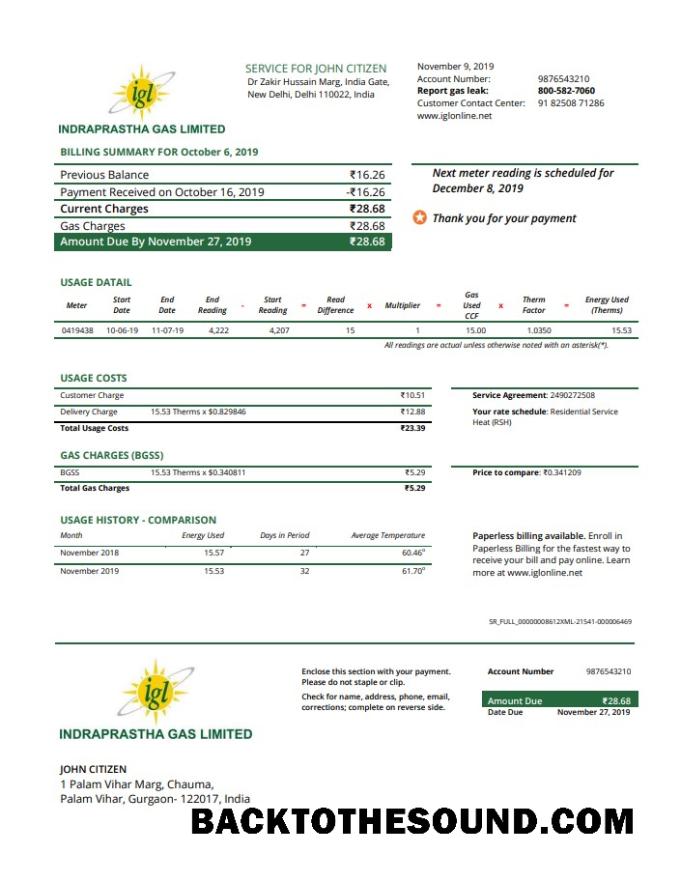 igl
INDRAPRASTHA GAS LIMITED
SERVICE FOR JOHN CITIZEN
Dr Zakir Hussain Marg, India Gate,
New Delhi, Delhi 110022, India
November 9, 2019
Account Number: 9876543210
Report gas leak: 800-582-7060
Customer Contact Center: 91 82508 71286
www.iglonline.net
BILLING SUMMARY FOR October 6, 2019
Previous Balance ₹16.26
Payment Received on October 16, 2019 -₹16.26
Current Charges ₹28.68
Gas Charges ₹28.68
Amount Due By November 27, 2019 ₹28.68
Next meter reading is scheduled for
December 8, 2019
Thank you for your payment
USAGE DATAIL
Meter Start Date End Date End Reading - Start Reading = Read Difference x Multiplier = Gas Used CCF x Therm Factor = Energy Used (Therms)
0419438 10-06-19 11-07-19 4,222 4,207 15 1 15.00 1.0350 15.53
All readings are actual unless otherwise noted with an asterisk(*).
USAGE COSTS
Customer Charge ₹10.51
Delivery Charge 15.53 Therms x $0.829846 ₹12.88
Total Usage Costs ₹23.39
Service Agreement: 2490272508
Your rate schedule: Residential Service
Heat (RSH)
GAS CHARGES (BGSS)
BGSS 15.53 Therms x $0.340811 ₹5.29
Total Gas Charges ₹5.29
Price to compare: ₹0.341209
USAGE HISTORY - COMPARISON
Month Energy Used Days in Period Average Temperature
November 2018 15.57 27 60.46°
November 2019 15.53 32 61.70°
Paperless billing available. Enroll in
Paperless Billing for the fastest way to
receive your bill and pay online. Learn
more at www.iglonline.net
SR_FULL_00000008612XML-21541-000006469
igl
INDRAPRASTHA GAS LIMITED
Enclose this section with your payment.
Please do not staple or clip.
Check for name, address, phone, email,
corrections; complete on reverse side.
Account Number 9876543210
Amount Due ₹28.68
Date Due November 27, 2019
JOHN CITIZEN
1 Palam Vihar Marg, Chauma,
Palam Vihar, Gurgaon- 122017, India
BACKTOTHESOUND.COM